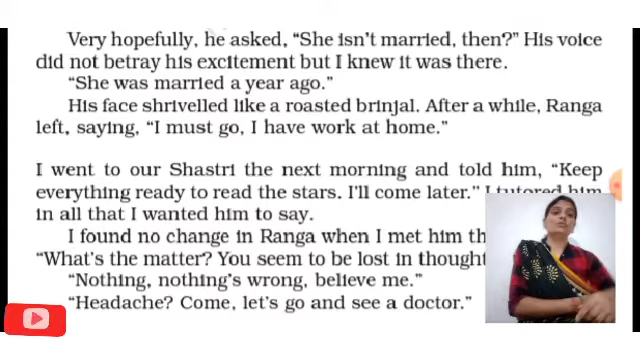 Very hopefully, he asked, “She isn't married, then?” His voice
did not betray his excitement but I knew it was there.
“She was married a year ago.”
His face shrivelled like a roasted brinjal. After a while, Ranga
left, saying, “I must go, I have work at home.”
I went to our Shastri the next morning and told him, “Keep
everything ready to read the stars. I'll come later.” I tutored him
in all that I wanted him to say.
I found no change in Ranga when I met him
“What's the matter? You seem to be lost in
“Nothing, nothing's wrong, believe me.”
“Headache? Come, let's go and see a doctor.”